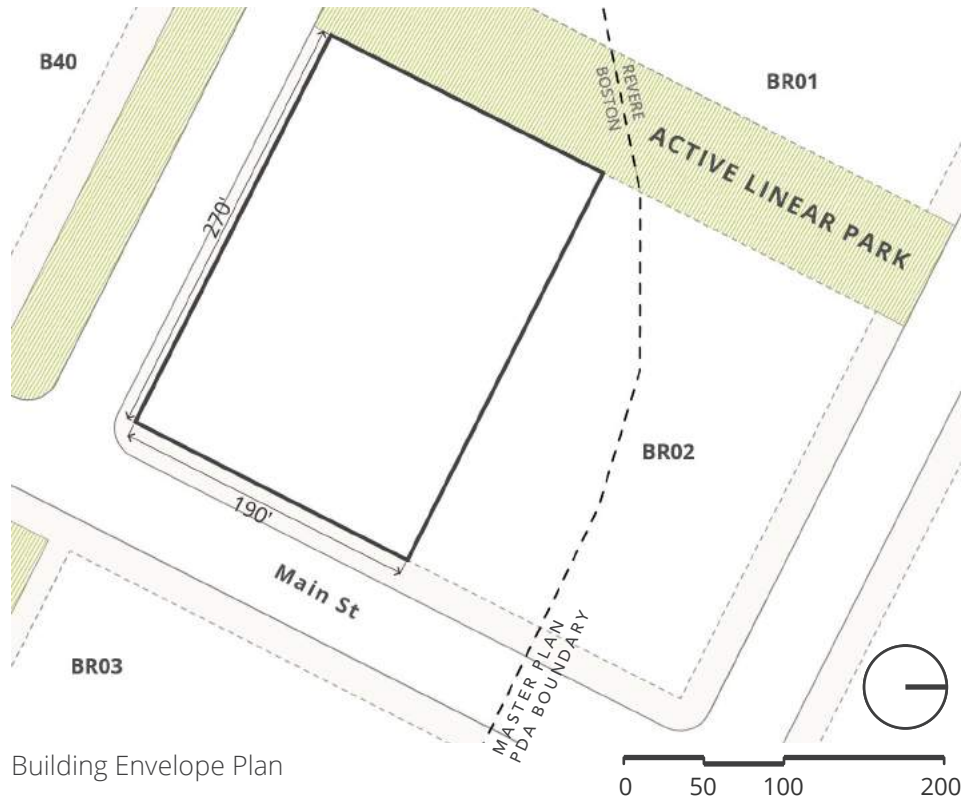 B40
BR01
REVERE
BOSTON
ACTIVE LINEAR PARK
270'
BR02
190'
Main St
MASTER PLAN
PDA BOUNDARY
BR03
Building Envelope Plan
0 50 100 200